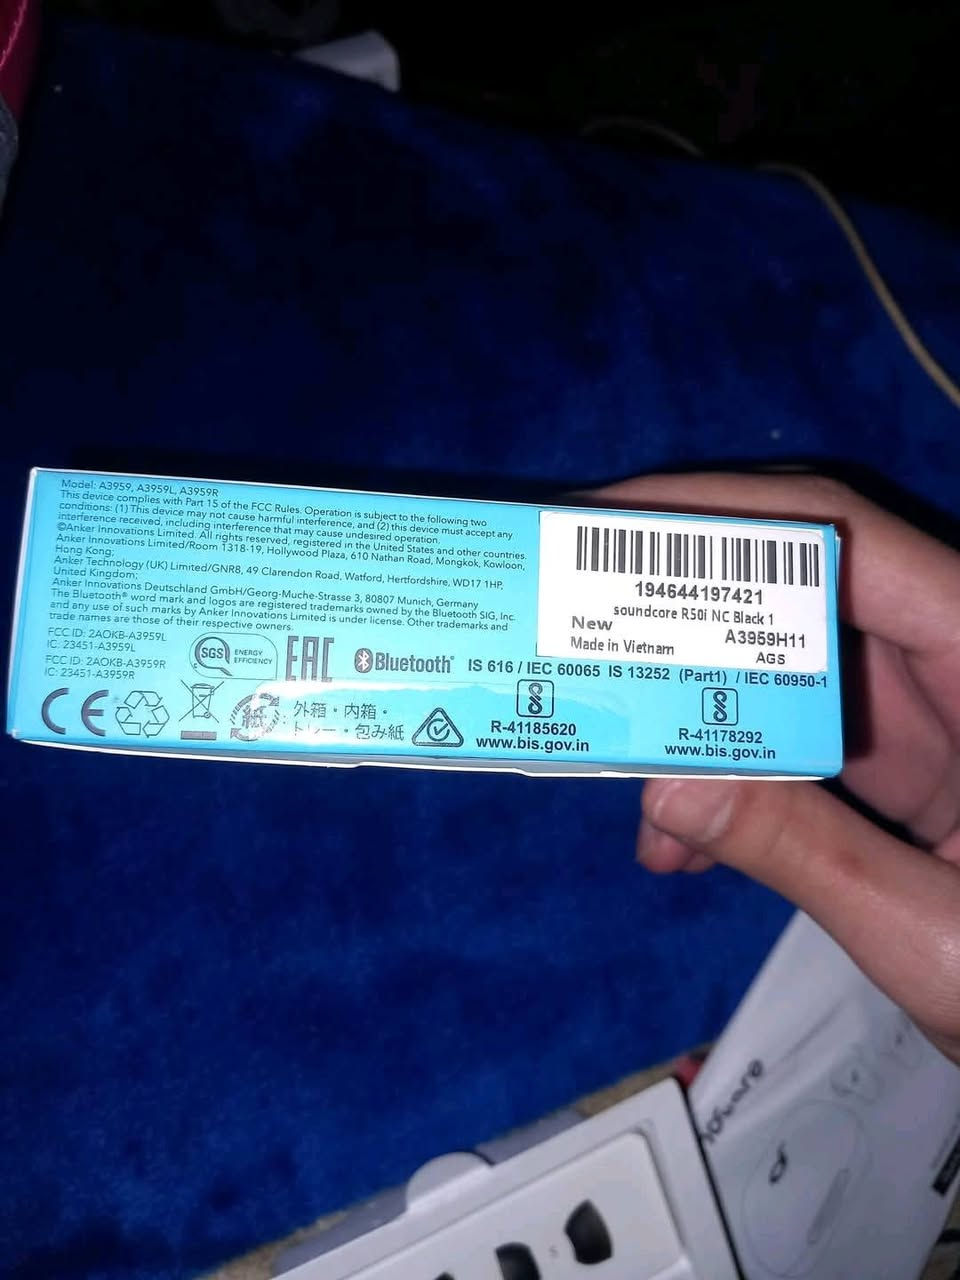 Model: A3959, A3959L, A3959R
This device complies with Part 15 of the FCC Rules. Operation is subject to the following two
conditions: (1) This device may not cause harmful interference, and (2) this device must accept any
interference received, including interference that may cause undesired operation.
©Anker Innovations Limited. All rights reserved, registered in the United States and other countries.
Anker Innovations Limited/Room 1318-19, Hollywood Plaza, 610 Nathan Road, Mongkok, Kowloon,
Hong Kong;
Anker Technology (UK) Limited/GNR8, 49 Clarendon Road, Watford, Hertfordshire, WD17 1HP,
United Kingdom;
Anker Innovations Deutschland GmbH/Georg-Muche-Strasse 3, 80807 Munich, Germany
The Bluetooth® word mark and logos are registered trademarks owned by the Bluetooth SIG, Inc.
and any use of such marks by Anker Innovations Limited is under license. Other trademarks and
trade names are those of their respective owners.
FCC ID: 2AOKB-A3959L
IC: 23451-A3959L
FCC ID: 2AOKB-A3959R
IC: 23451-A3959R
SGS ENERGY
EFFICIENCY
EAC
Bluetooth®
194644197421
soundcore R50i NC Black 1
New A3959H11
Made in Vietnam AGS
IS 616 / IEC 60065 IS 13252 (Part1) / IEC 60950-1
CE
紙 : 外箱・内箱・
トレー・包み紙
R-41185620
www.bis.gov.in
R-41178292
www.bis.gov.in
S